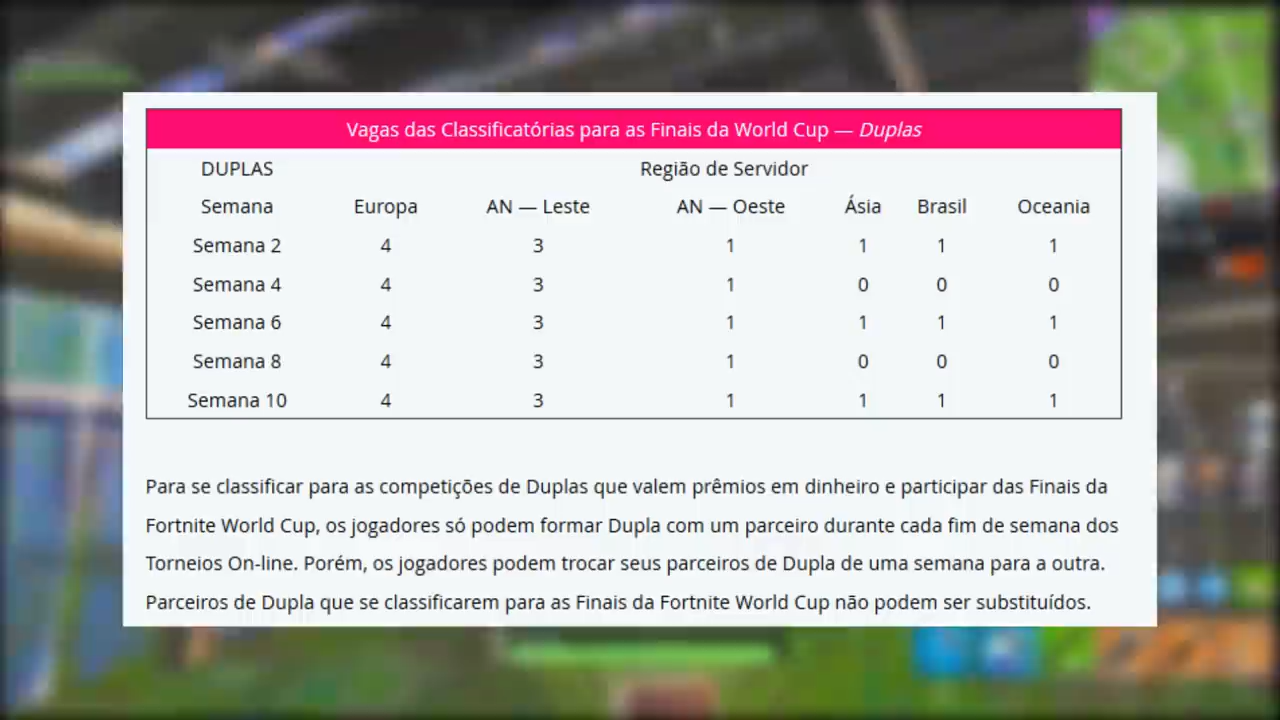 Vagas das Classificatórias para as Finais da World Cup — Duplas
DUPLAS Região de Servidor
Semana Europa AN — Leste AN — Oeste Ásia Brasil Oceania
Semana 2 4 3 1 1 1 1
Semana 4 4 3 1 0 0 0
Semana 6 4 3 1 1 1 1
Semana 8 4 3 1 0 0 0
Semana 10 4 3 1 1 1 1
Para se classificar para as competições de Duplas que valem prêmios em dinheiro e participar das Finais da
Fortnite World Cup, os jogadores só podem formar Dupla com um parceiro durante cada fim de semana dos
Torneios On-line. Porém, os jogadores podem trocar seus parceiros de Dupla de uma semana para a outra.
Parceiros de Dupla que se classificarem para as Finais da Fortnite World Cup não podem ser substituídos.